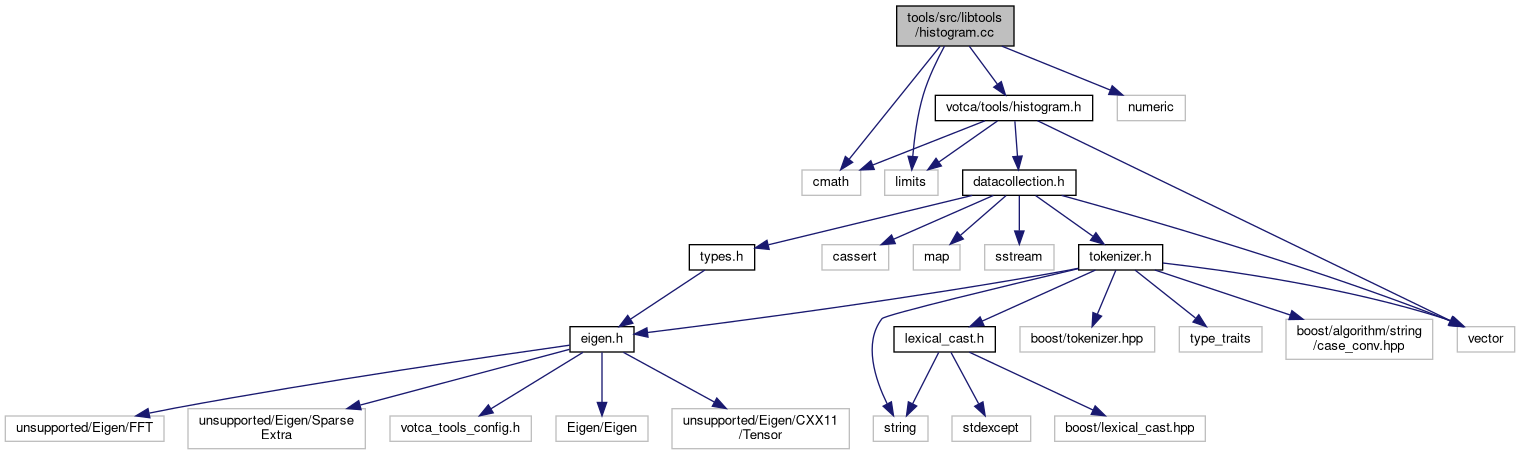 tools/src/libtools
/histogram.cc
votca/tools/histogram.h
numeric
cmath
limits
datacollection.h
types.h
cassert
map
sstream
tokenizer.h
eigen.h
lexical_cast.h
boost/tokenizer.hpp
type_traits
boost/algorithm/string
/case_conv.hpp
vector
unsupported/Eigen/FFT
unsupported/Eigen/Sparse
Extra
votca_tools_config.h
Eigen/Eigen
unsupported/Eigen/CXX11
/Tensor
string
stdexcept
boost/lexical_cast.hpp